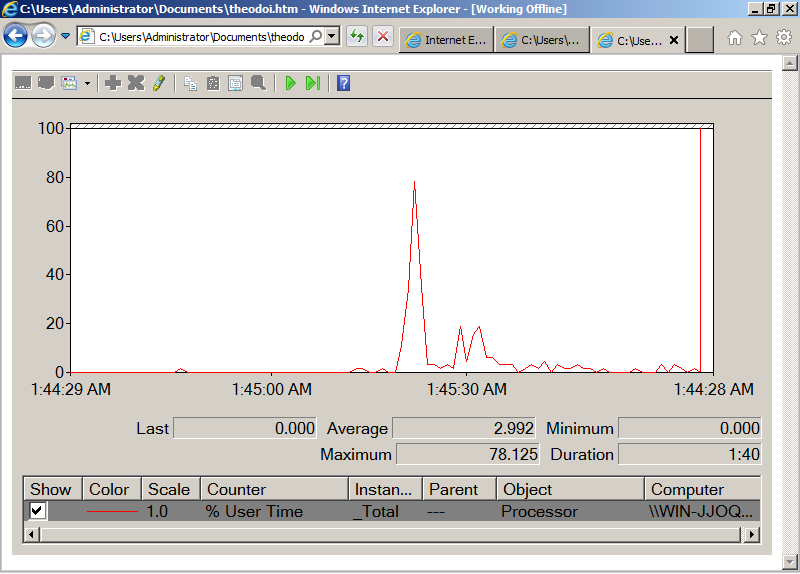 C:\Users\Administrator\Documents\theodoi.htm - Windows Internet Explorer - [Working Offline]
C:\Users\Administrator\Documents\theodo
Internet E...
C:\Users\...
C:\Use...
100
80
60
40
20
0
1:44:29 AM 1:45:00 AM 1:45:30 AM 1:44:28 AM
Last 0.000 Average 2.992 Minimum 0.000
Maximum 78.125 Duration 1:40
Show Color Scale Counter Instan... Parent Object Computer
1.0 % User Time _Total --- Processor \\WIN-JJOQ...